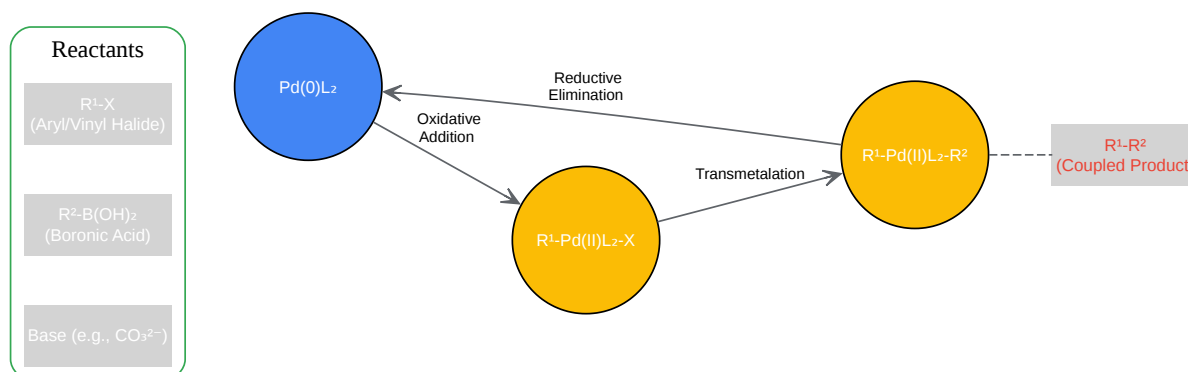 Reactants
R¹-X
(Aryl/Vinyl Halide)
R²-B(OH)₂
(Boronic Acid)
Base (e.g., CO₃²⁻)
Pd(0)L₂
Oxidative
Addition
R¹-Pd(II)L₂-X
Transmetalation
Reductive
Elimination
R¹-Pd(II)L₂-R²
R¹-R²
(Coupled Product